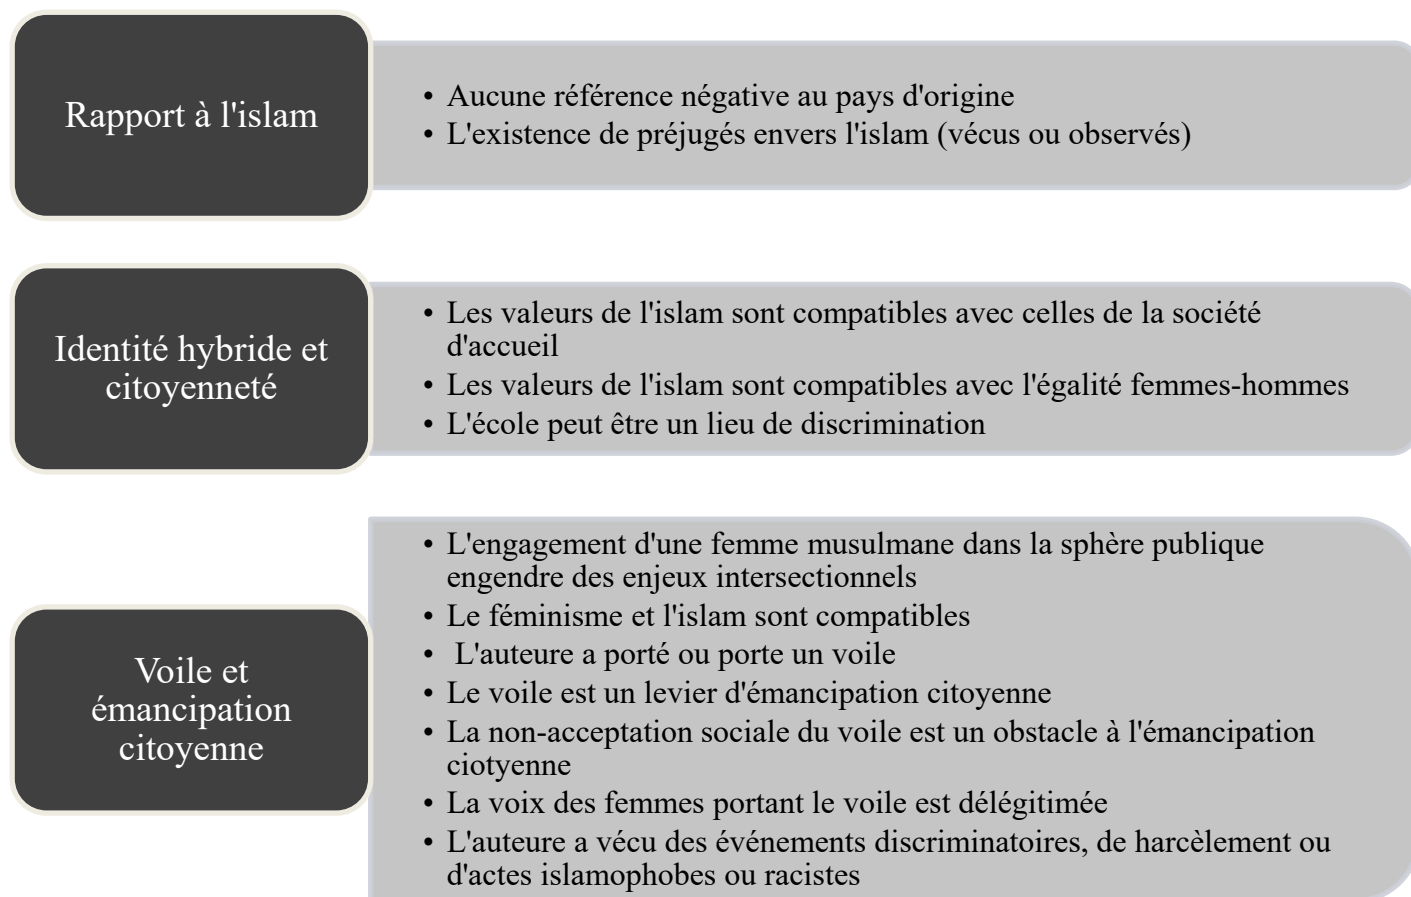 Rapport à l'islam
• Aucune référence négative au pays d'origine
• L'existence de préjugés envers l'islam (vécus ou observés)
Identité hybride et
citoyenneté
• Les valeurs de l'islam sont compatibles avec celles de la société
d'accueil
• Les valeurs de l'islam sont compatibles avec l'égalité femmes-hommes
• L'école peut être un lieu de discrimination
Voile et
émancipation
citoyenne
• L'engagement d'une femme musulmane dans la sphère publique
engendre des enjeux intersectionnels
• Le féminisme et l'islam sont compatibles
• L'auteure a porté ou porte un voile
• Le voile est un levier d'émancipation citoyenne
• La non-acceptation sociale du voile est un obstacle à l'émancipation
ciotyenne
• La voix des femmes portant le voile est délégitimée
• L'auteure a vécu des événements discriminatoires, de harcèlement ou
d'actes islamophobes ou racistes